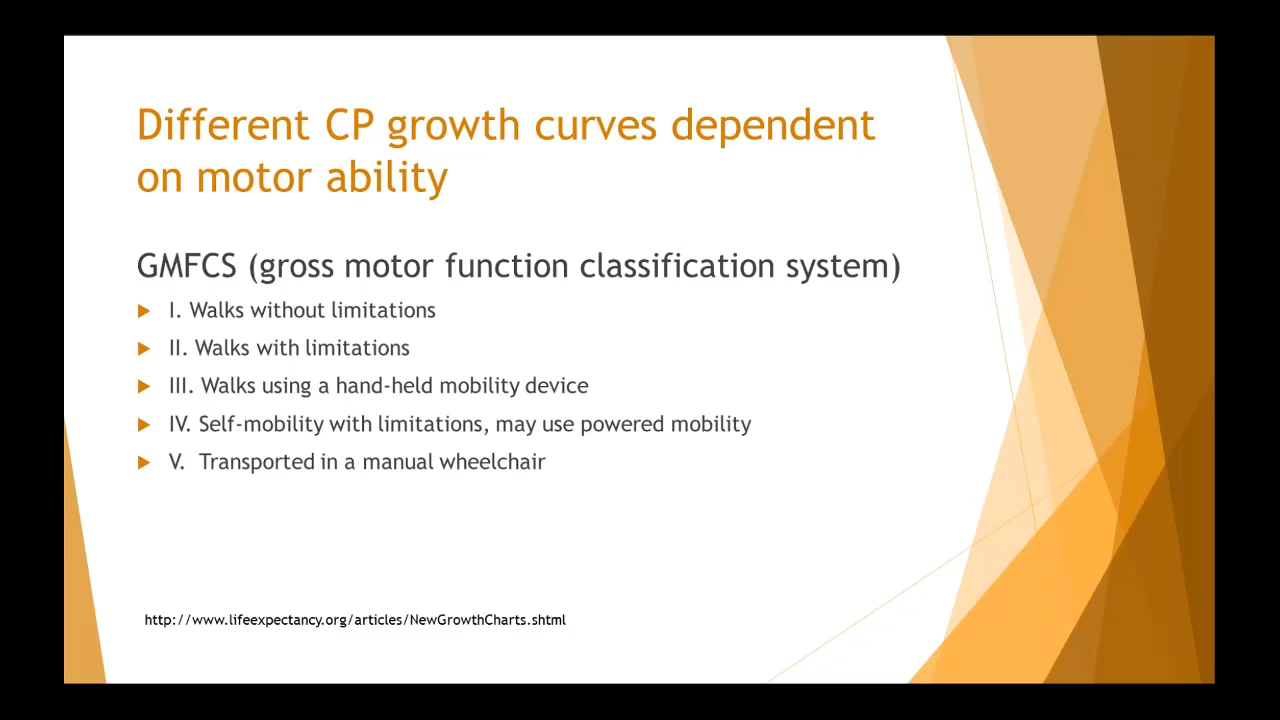 Different CP growth curves dependent
on motor ability
GMFCS (gross motor function classification system)
I. Walks without limitations
II. Walks with limitations
III. Walks using a hand-held mobility device
IV. Self-mobility with limitations, may use powered mobility
V. Transported in a manual wheelchair
http://www.lifeexpectancy.org/articles/NewGrowthCharts.shtml